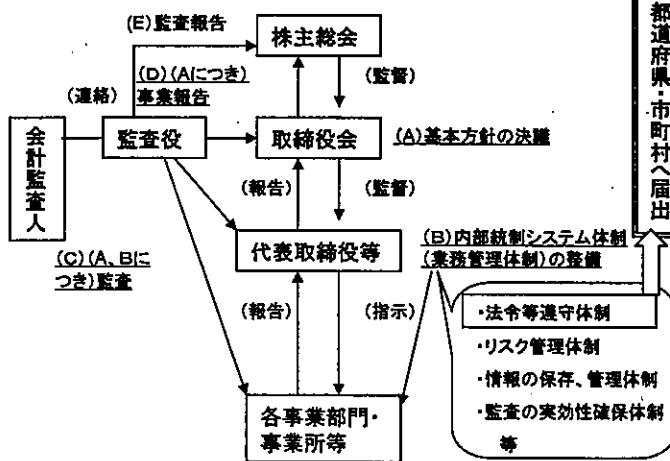 (E)監査報告
株主総会
(D)(Aにつき)
事業報告
(監督)
(連絡)
会計監査人
監査役
取締役会
(A)基本方針の決議
(報告)
(監督)
(C)(A、Bに
つき)監査
代表取締役等
(B)内部統制システム体制
(業務管理体制)の整備
(報告)
(指示)
・法令等遵守体制
・リスク管理体制
・情報の保存、管理体制
・監査の実効性確保体制
等
各事業部門・
事業所等
都道府県・市町村へ届出